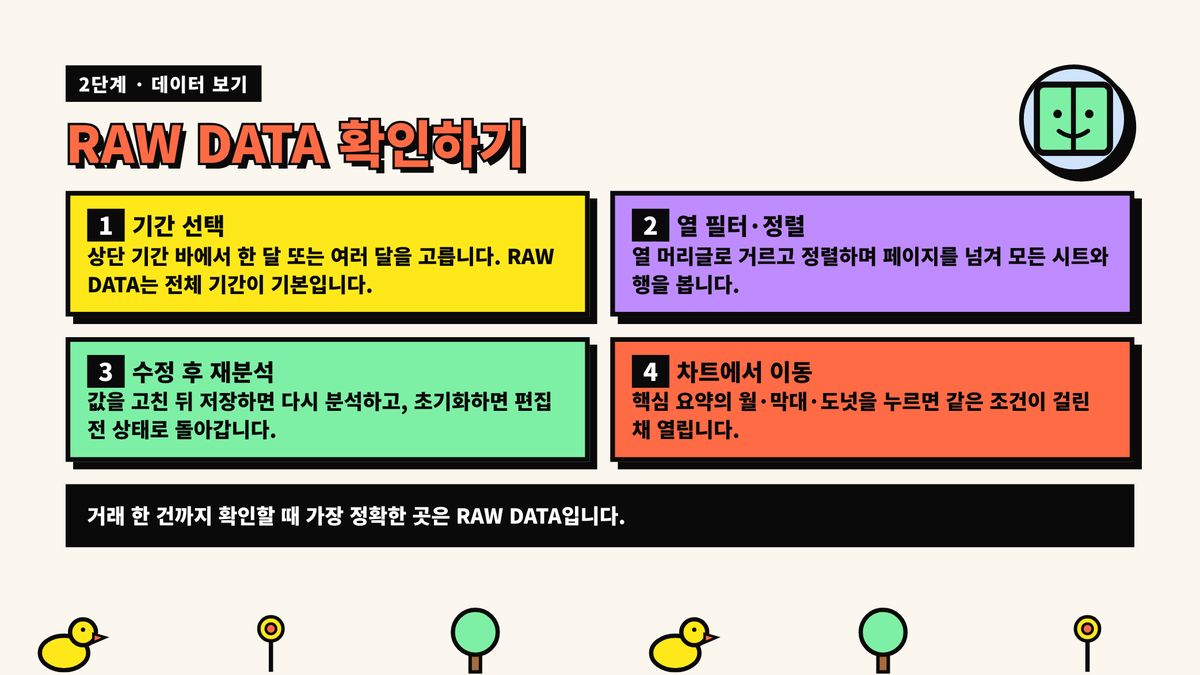 2단계 · 데이터 보기
RAW DATA 확인하기
1 기간 선택
상단 기간 바에서 한 달 또는 여러 달을 고릅니다. RAW
DATA는 전체 기간이 기본입니다.
2 열 필터·정렬
열 머리글로 거르고 정렬하며 페이지를 넘겨 모든 시트와
행을 봅니다.
3 수정 후 재분석
값을 고친 뒤 저장하면 다시 분석하고, 초기화하면 편집
전 상태로 돌아갑니다.
4 차트에서 이동
핵심 요약의 월·막대·도넛을 누르면 같은 조건이 걸린
채 열립니다.
거래 한 건까지 확인할 때 가장 정확한 곳은 RAW DATA입니다.